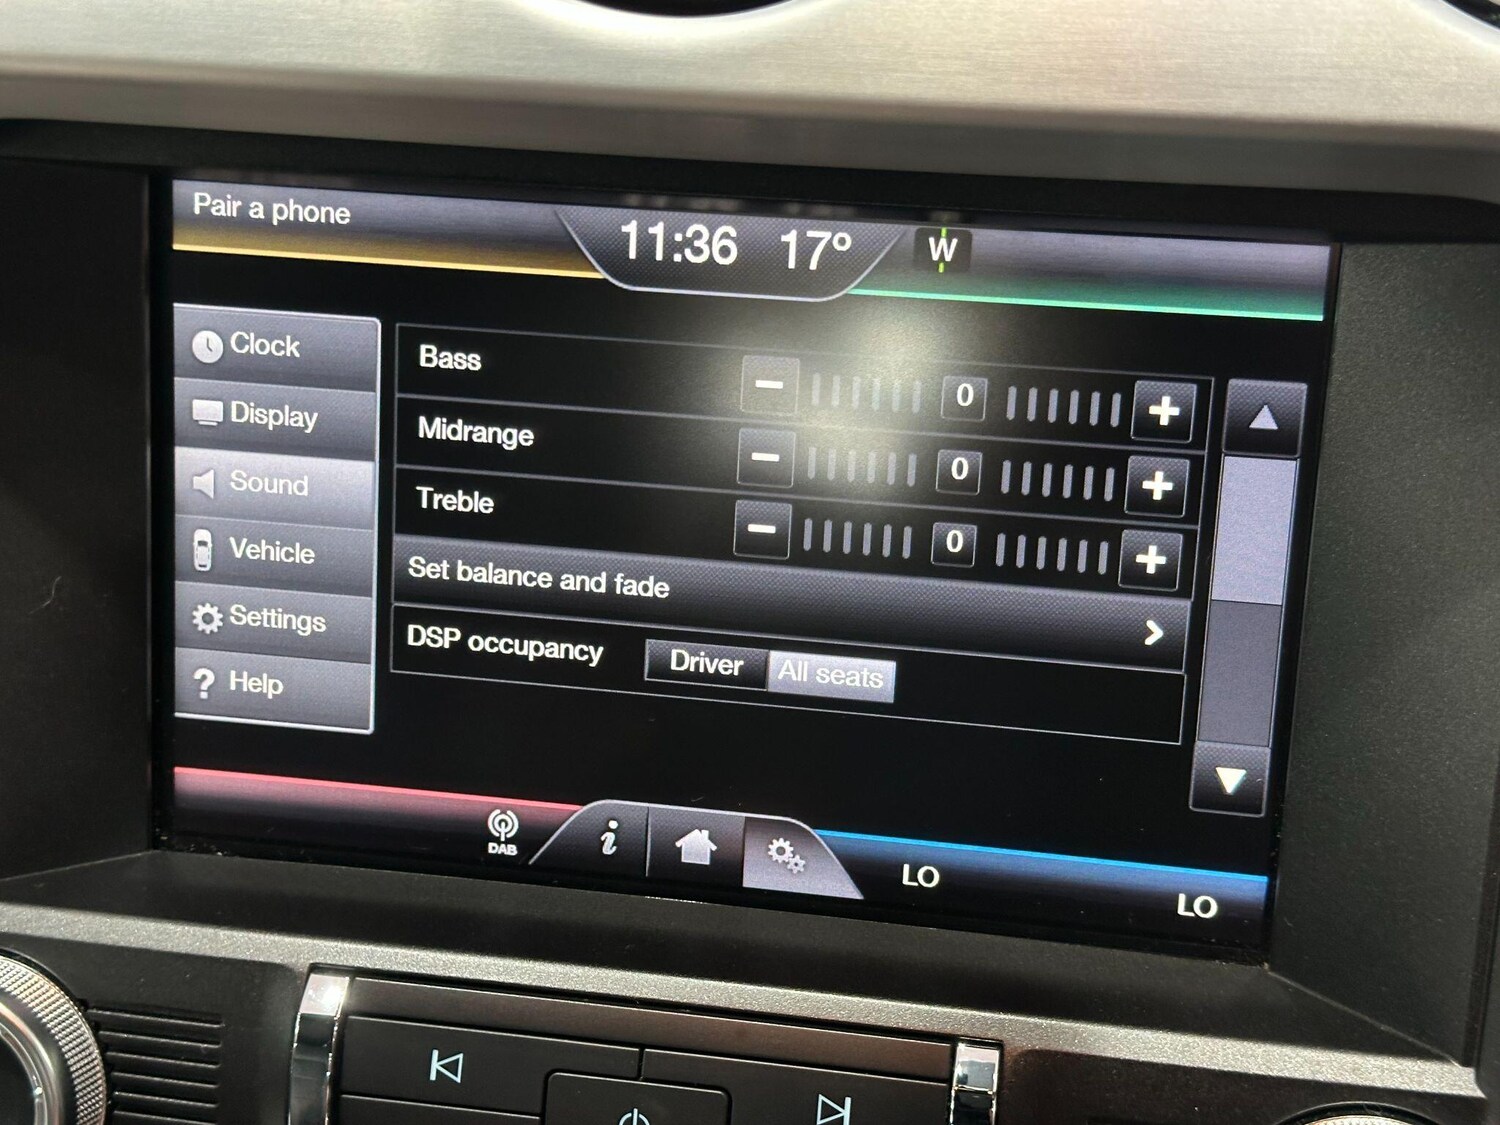 Pair a phone
11:36 17° W
Clock
Display
Sound
Vehicle
Settings
? Help
Bass − 0 +
Midrange − 0 +
Treble − 0 +
Set balance and fade >
DSP occupancy Driver All seats
DAB i LO LO